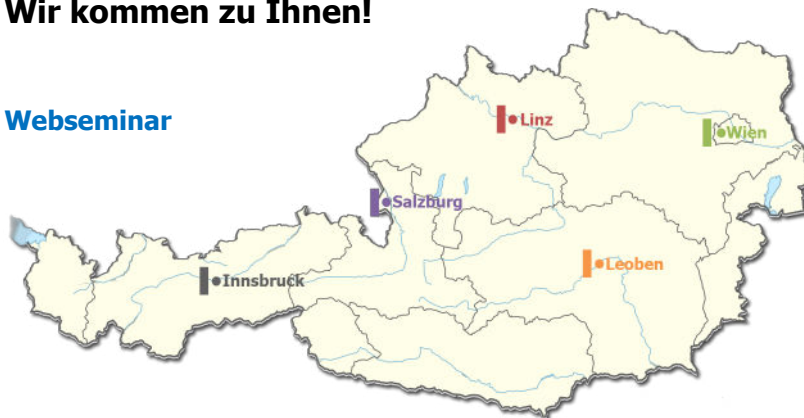 Wir kommen zu Ihnen!
Webseminar
Linz
Wien
Salzburg
Leoben
Innsbruck